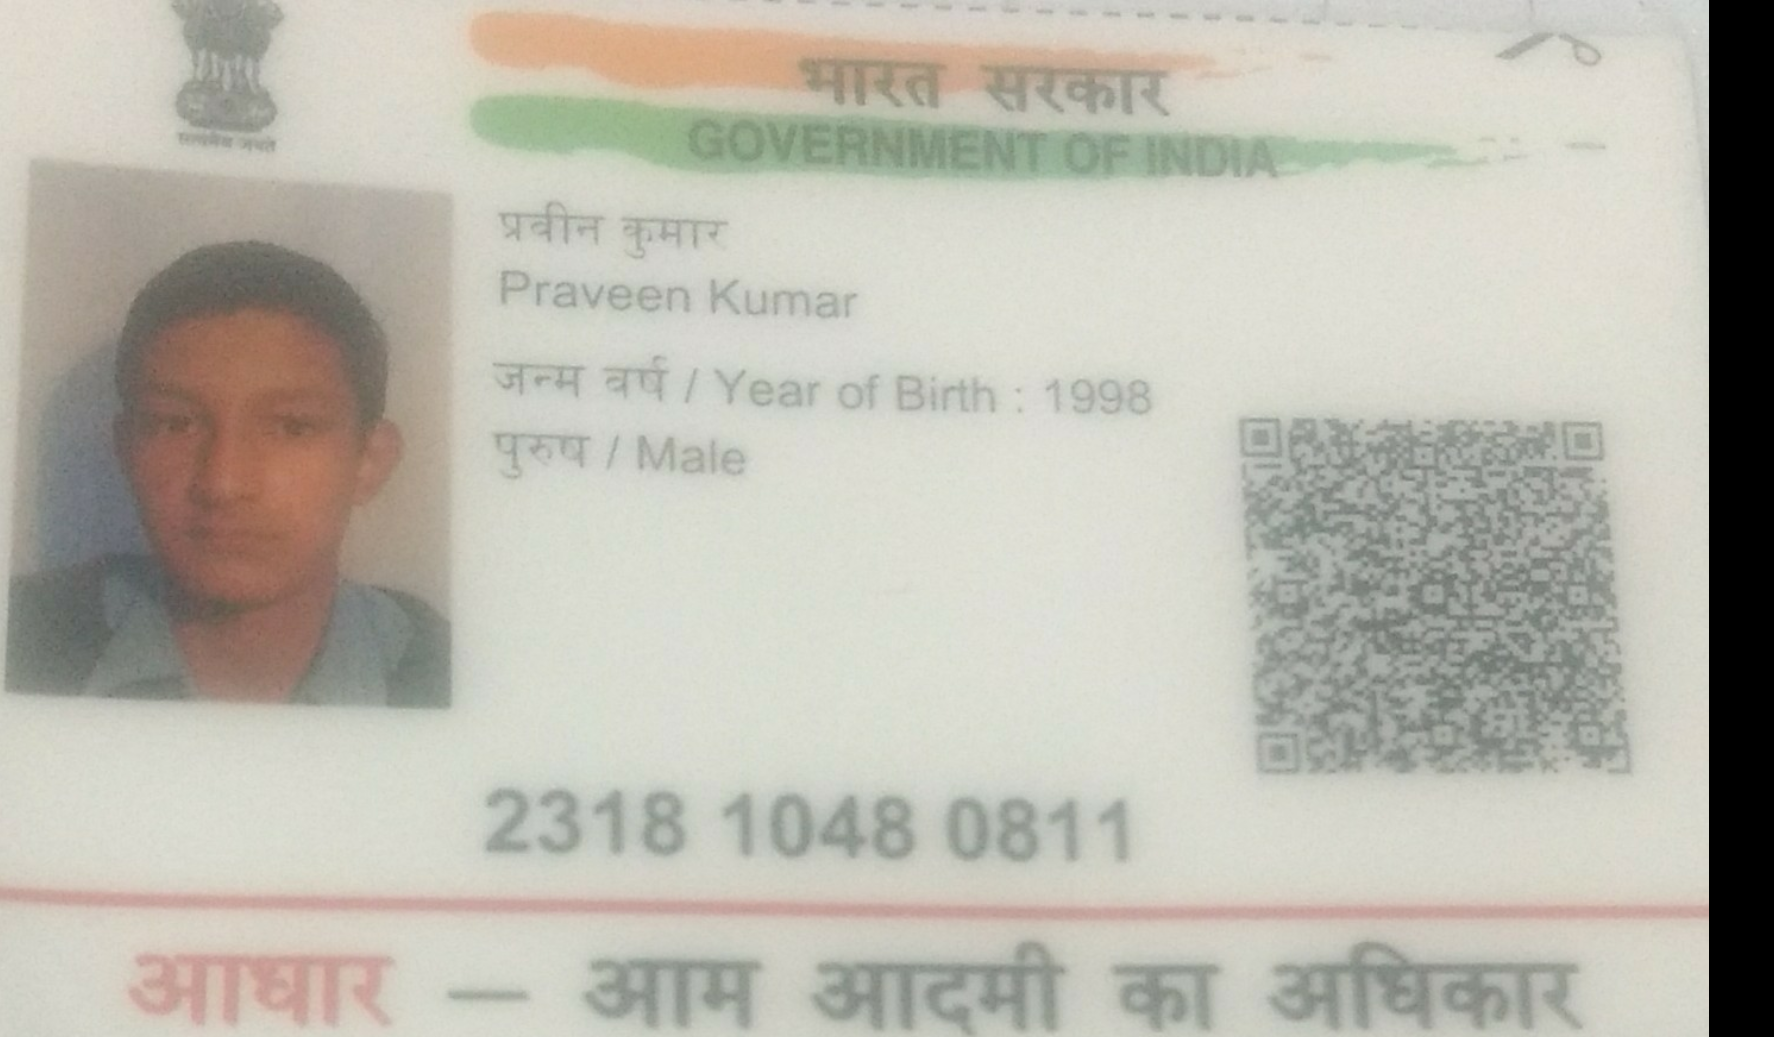 सत्यमेव जयते
भारत सरकार
GOVERNMENT OF INDIA
प्रवीन कुमार
Praveen Kumar
जन्म वर्ष / Year of Birth : 1998
पुरुष / Male
2318 1048 0811
आधार — आम आदमी का अधिकार